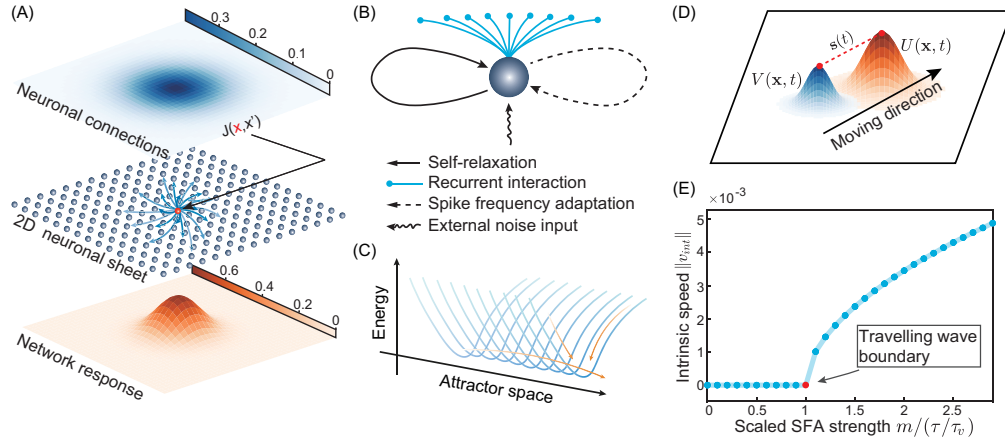 (A)
0.3
0.2
0.1
0
Neuronal connections
J(x,x')
2D neuronal sheet
0.6
0.4
0.2
0
Network response
(B)
Self-relaxation
Recurrent interaction
Spike frequency adaptation
External noise input
(C)
Energy
Attractor space
(D)
s(t)
U(x, t)
V(x, t)
Moving direction
(E)
×10⁻³
5
4
3
2
1
0
Intrinsic speed ‖v_int‖
Travelling wave
boundary
0 0.5 1 1.5 2 2.5
Scaled SFA strength m/(τ/τ_v)